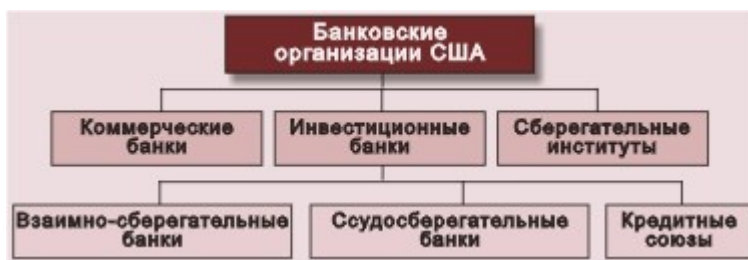 Банковские
организации США
Коммерческие
банки
Инвестиционные
банки
Сберегательные
институты
Взаимно-сберегательные
банки
Ссудосберегательные
банки
Кредитные
союзы